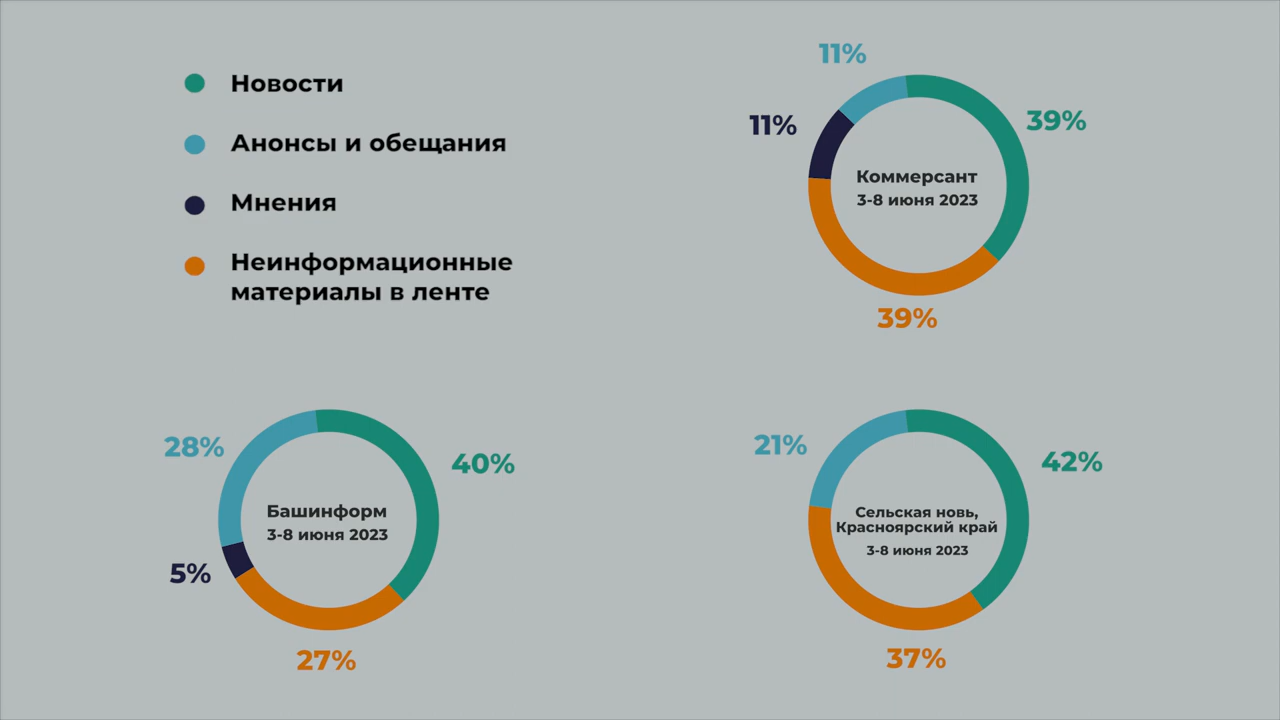 Новости
Анонсы и обещания
Мнения
Неинформационные
материалы в ленте
11%
11%
39%
Коммерсант
3-8 июня 2023
39%
28%
40%
Башинформ
3-8 июня 2023
5%
27%
21%
42%
Сельская новь,
Красноярский край
3-8 июня 2023
37%